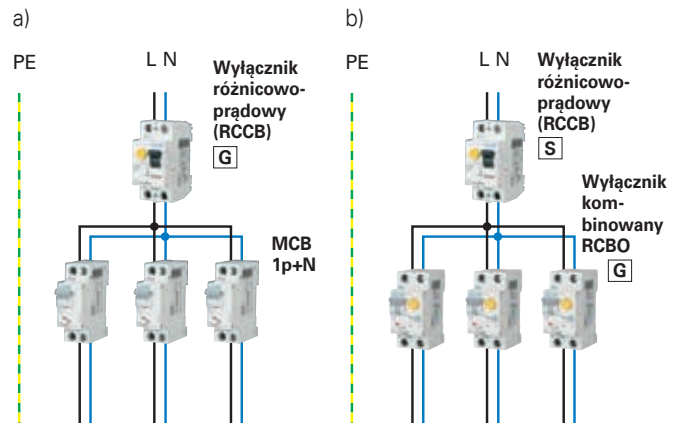 a)
PE
L N
Wyłącznik
różnicowo-
prądowy
(RCCB)
G
MCB
1p+N
b)
PE
L N
Wyłącznik
różnicowo-
prądowy
(RCCB)
S
Wyłącznik
kom-
binowany
RCBO
G